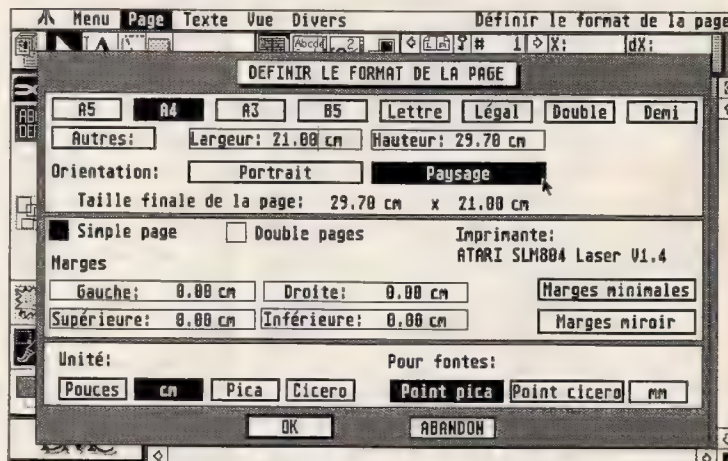 Menu Page Texte Vue Divers Définir le format de la page
# 1 X: dX:
DEFINIR LE FORMAT DE LA PAGE
A5 A4 A3 B5 Lettre Légal Double Demi
Autres: Largeur: 21.00 cm Hauteur: 29.70 cm
Orientation: Portrait Paysage
Taille finale de la page: 29.70 cm x 21.00 cm
Simple page Double pages Imprimante:
ATARI SLM804 Laser V1.4
Marges
Gauche: 0.00 cm Droite: 0.00 cm Marges minimales
Supérieure: 0.00 cm Inférieure: 0.00 cm Marges miroir
Unité: Pour fontes:
Pouces cm Pica Cicero Point pica Point cicero mm
OK ABANDON